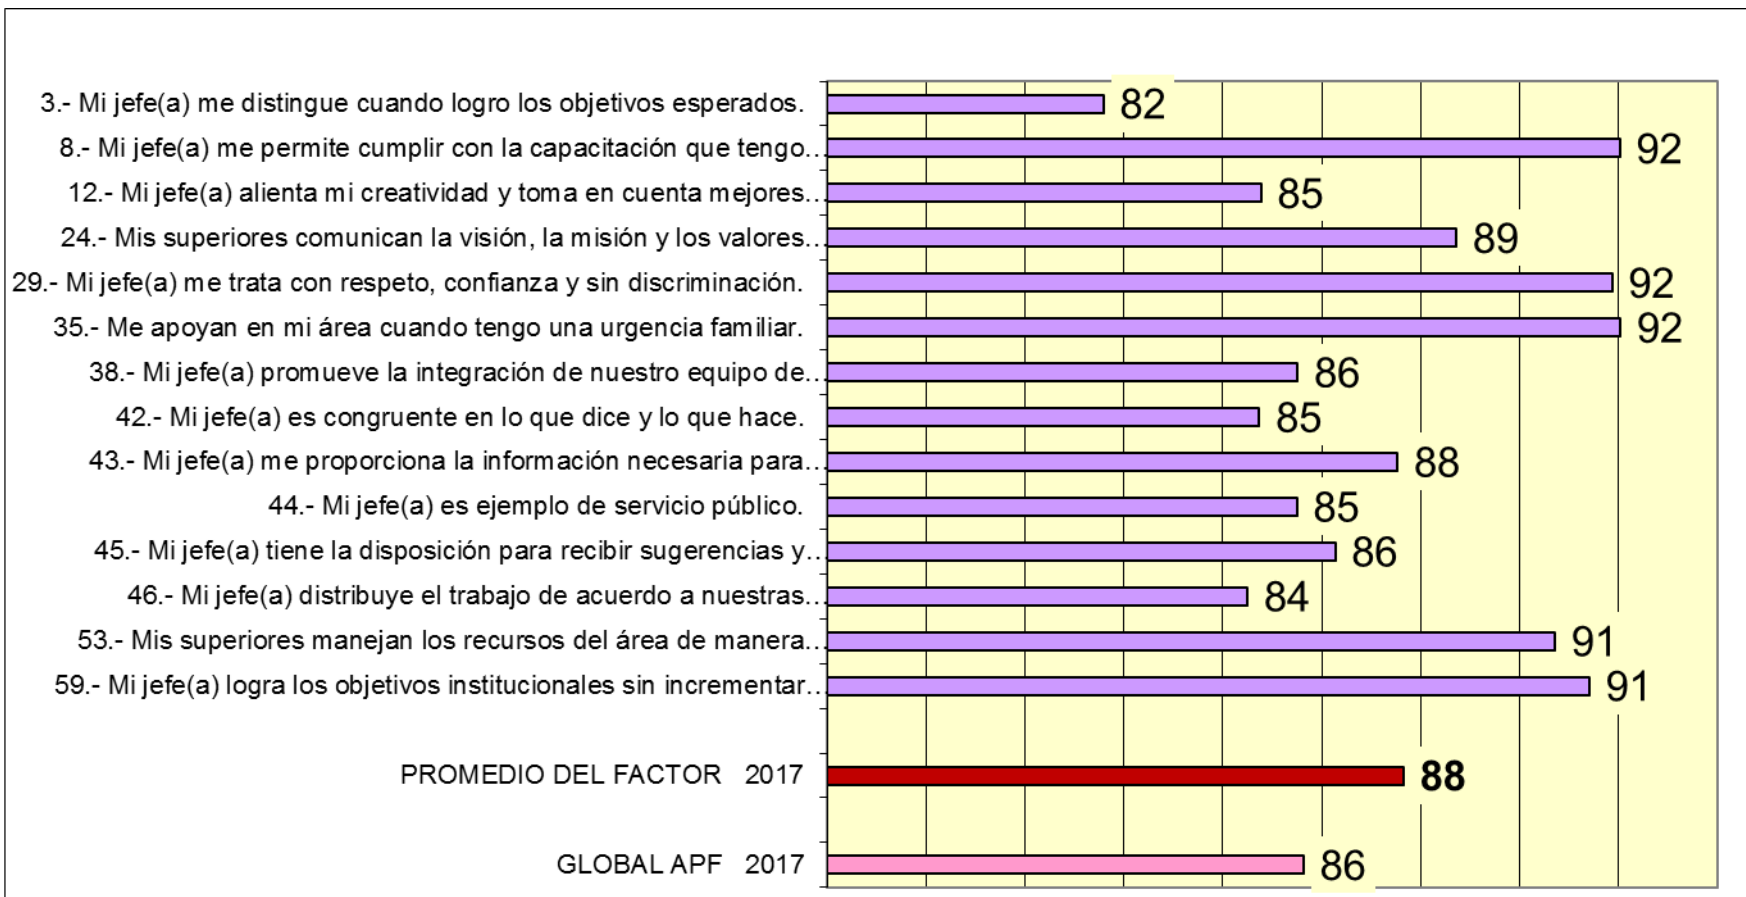 3.- Mi jefe(a) me distingue cuando logro los objetivos esperados. 82
8.- Mi jefe(a) me permite cumplir con la capacitación que tengo... 92
12.- Mi jefe(a) alienta mi creatividad y toma en cuenta mejores... 85
24.- Mis superiores comunican la visión, la misión y los valores... 89
29.- Mi jefe(a) me trata con respeto, confianza y sin discriminación. 92
35.- Me apoyan en mi área cuando tengo una urgencia familiar. 92
38.- Mi jefe(a) promueve la integración de nuestro equipo de... 86
42.- Mi jefe(a) es congruente en lo que dice y lo que hace. 85
43.- Mi jefe(a) me proporciona la información necesaria para... 88
44.- Mi jefe(a) es ejemplo de servicio público. 85
45.- Mi jefe(a) tiene la disposición para recibir sugerencias y... 86
46.- Mi jefe(a) distribuye el trabajo de acuerdo a nuestras... 84
53.- Mis superiores manejan los recursos del área de manera... 91
59.- Mi jefe(a) logra los objetivos institucionales sin incrementar... 91
PROMEDIO DEL FACTOR 2017 88
GLOBAL APF 2017 86